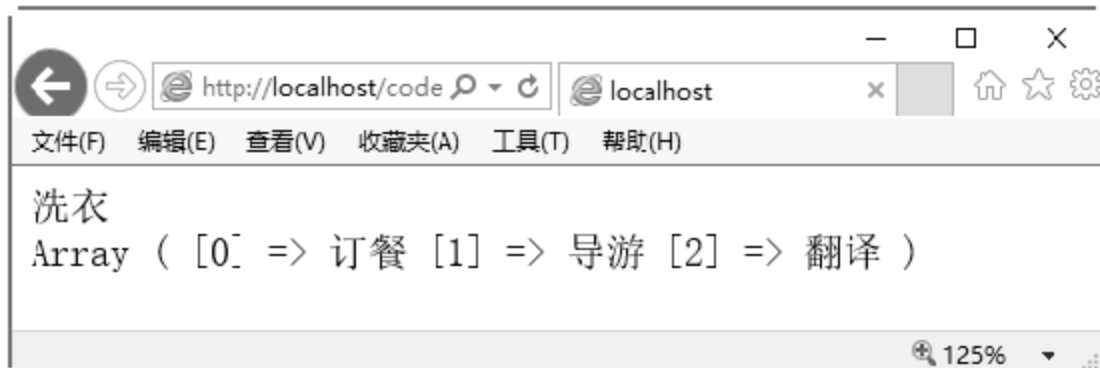 http://localhost/code
localhost
文件(F) 编辑(E) 查看(V) 收藏夹(A) 工具(T) 帮助(H)
洗衣
Array ( [0] => 订餐 [1] => 导游 [2] => 翻译 )
125%